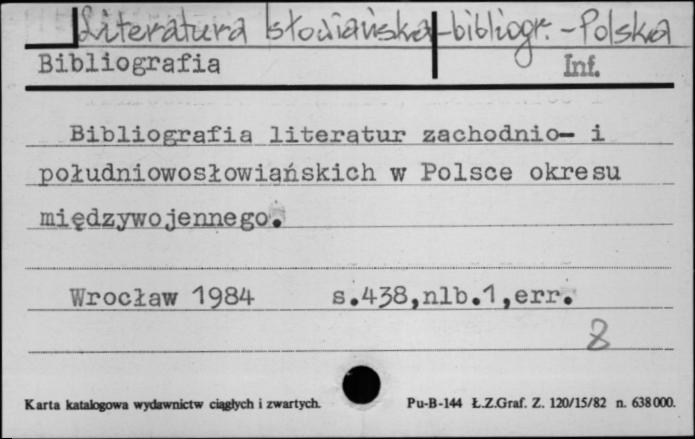 Literatura słowiańska-bibliogr.-Polska
Bibliografia Inf.
Bibliografia literatur zachodnio- i
południowosłowiańskich w Polsce okresu
międzywojennego.
Wrocław 1984 s.438,nlb.1,err.
8
Karta katalogowa wydawnictw ciągłych i zwartych. Pu-B-144 Ł.Z.Graf. Z. 120/15/82 n. 638000.